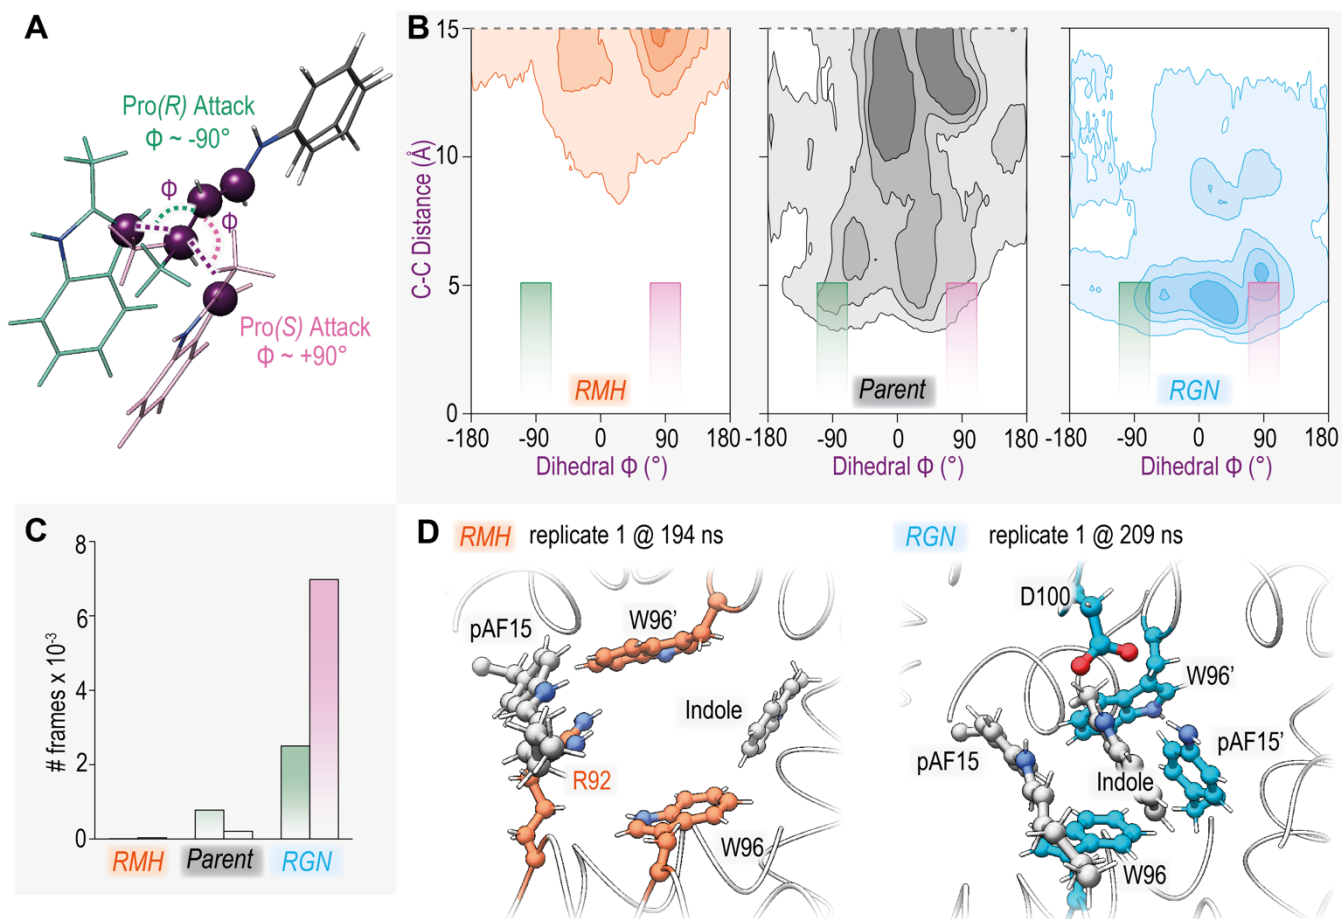 A
Pro(R) Attack
Φ ~ -90°
Φ
Φ
Pro(S) Attack
Φ ~ +90°
B
C-C Distance (Å)
15
10
5
0
RMH
Parent
RGN
-180 -90 0 90 180
-180 -90 0 90 180
-180 -90 0 90 180
Dihedral Φ (°)
Dihedral Φ (°)
Dihedral Φ (°)
C
# frames x 10-3
8
6
4
2
0
RMH Parent RGN
D
RMH replicate 1 @ 194 ns
pAF15
W96'
Indole
R92
W96
RGN replicate 1 @ 209 ns
D100
W96'
pAF15
pAF15'
Indole
W96